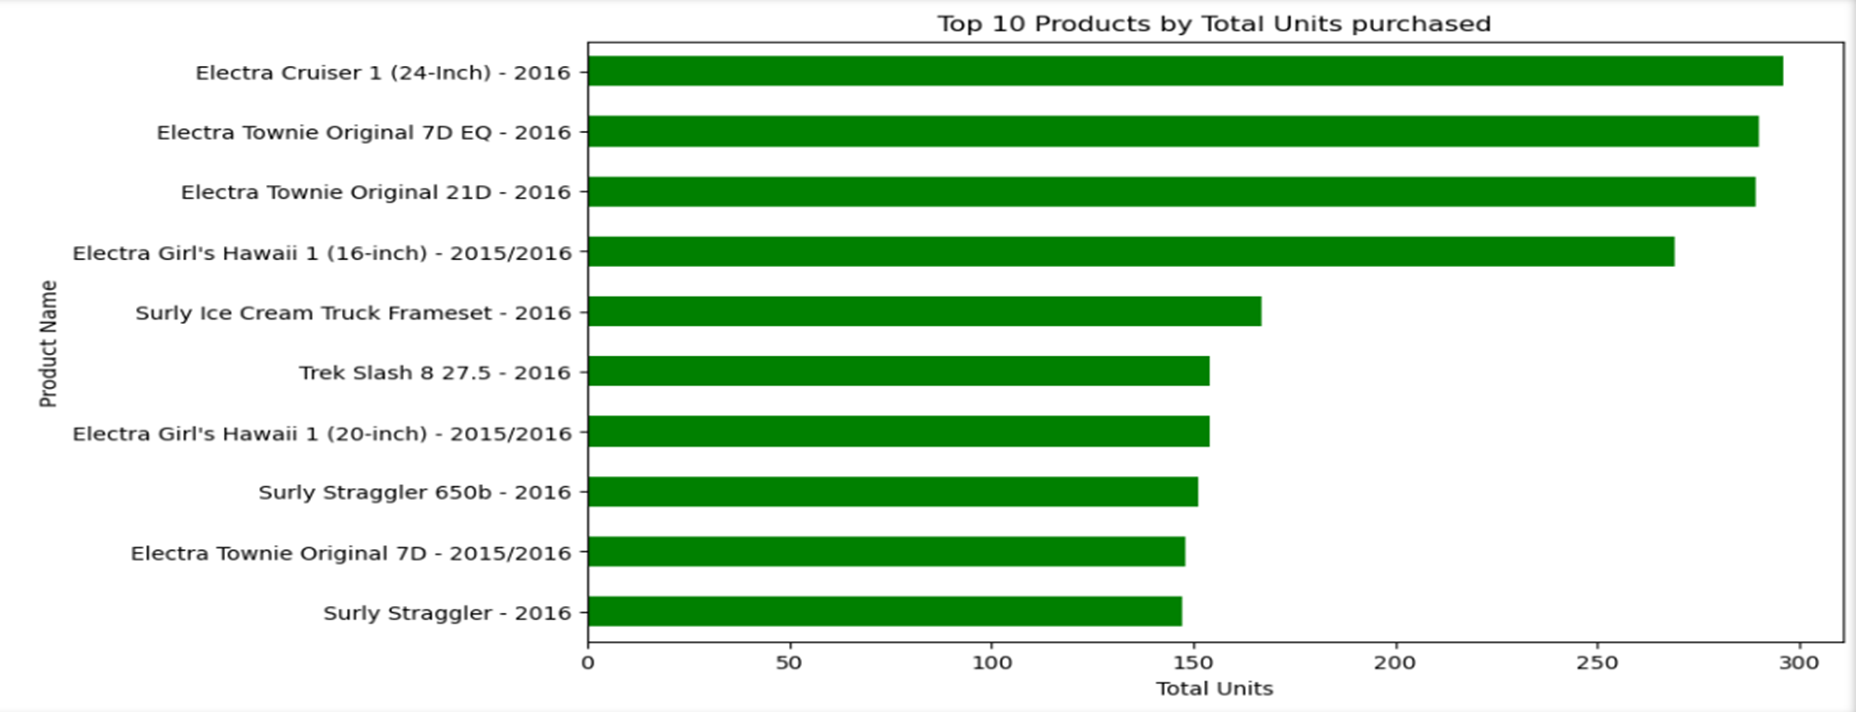 Top 10 Products by Total Units purchased
Product Name
Electra Cruiser 1 (24-Inch) - 2016
Electra Townie Original 7D EQ - 2016
Electra Townie Original 21D - 2016
Electra Girl's Hawaii 1 (16-inch) - 2015/2016
Surly Ice Cream Truck Frameset - 2016
Trek Slash 8 27.5 - 2016
Electra Girl's Hawaii 1 (20-inch) - 2015/2016
Surly Straggler 650b - 2016
Electra Townie Original 7D - 2015/2016
Surly Straggler - 2016
0 50 100 150 200 250 300
Total Units